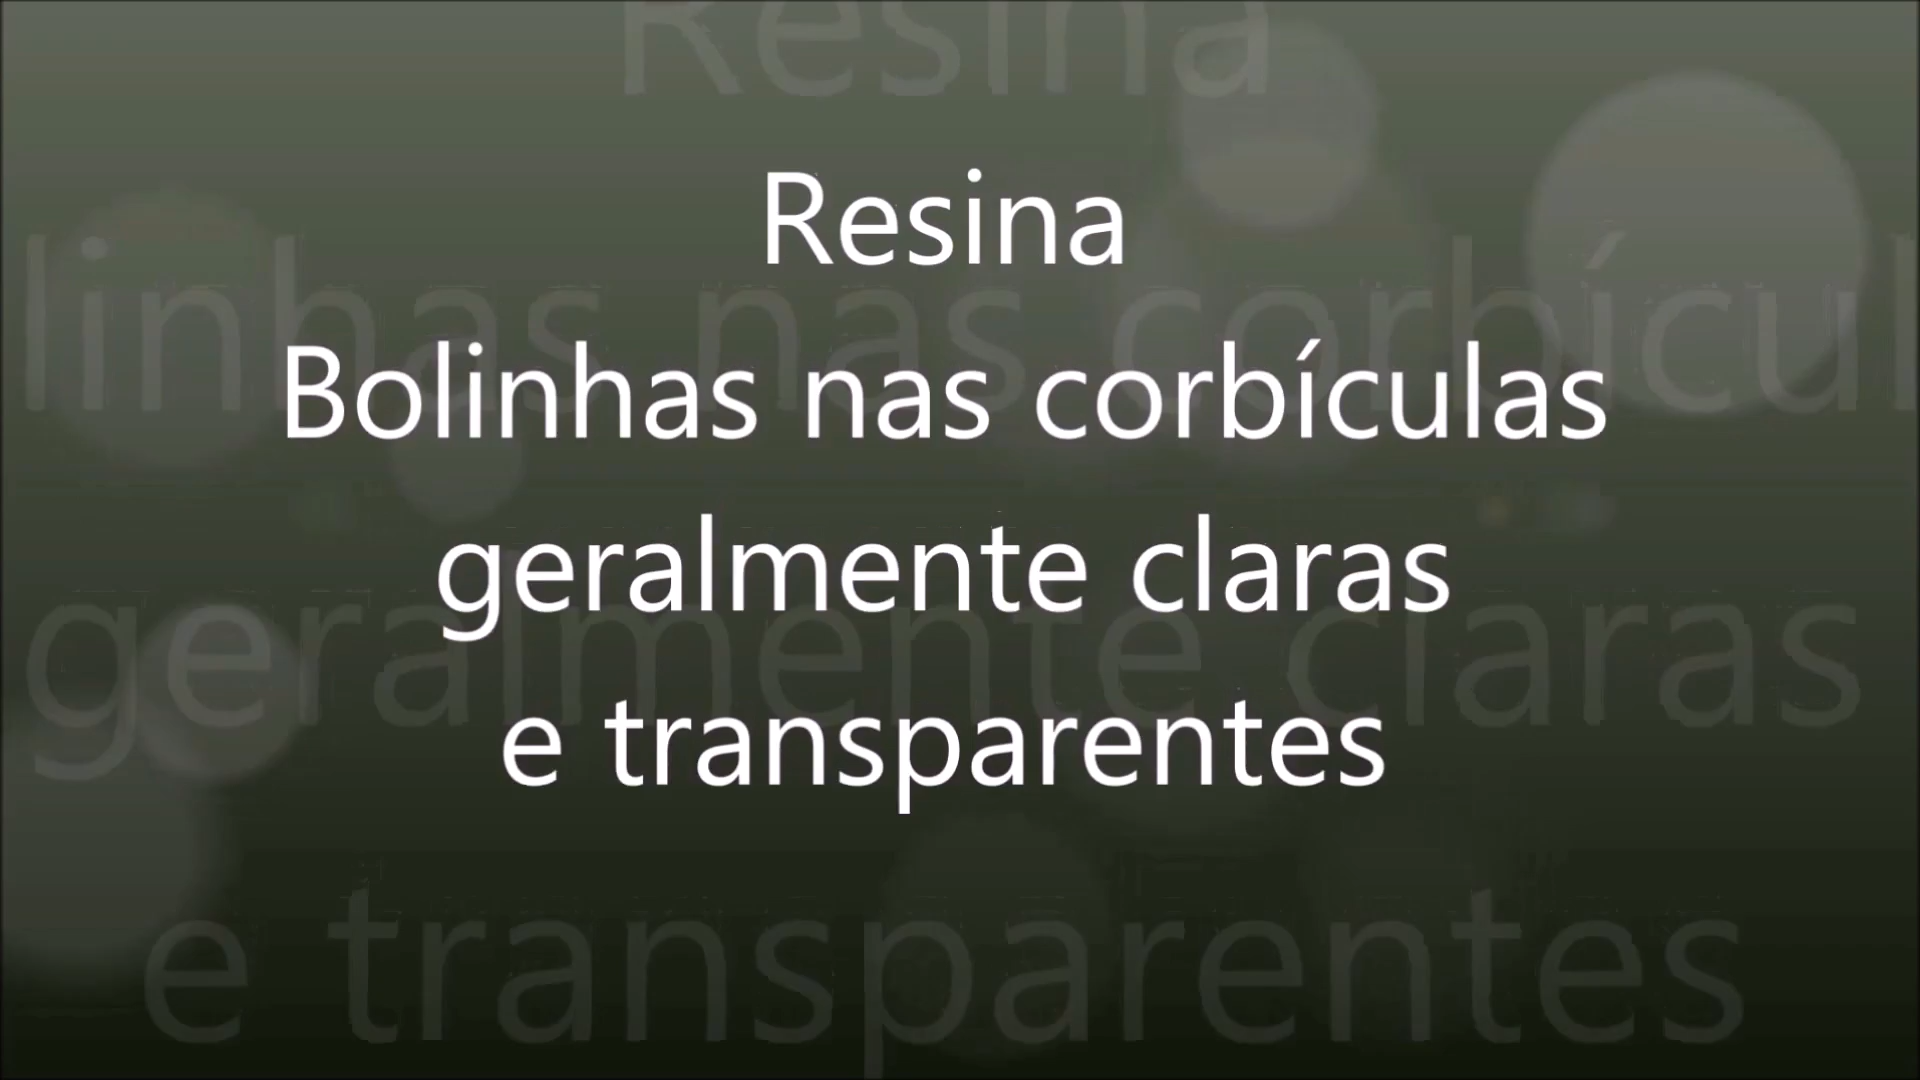 Resina
Bolinhas nas corbículas
geralmente claras
e transparentes